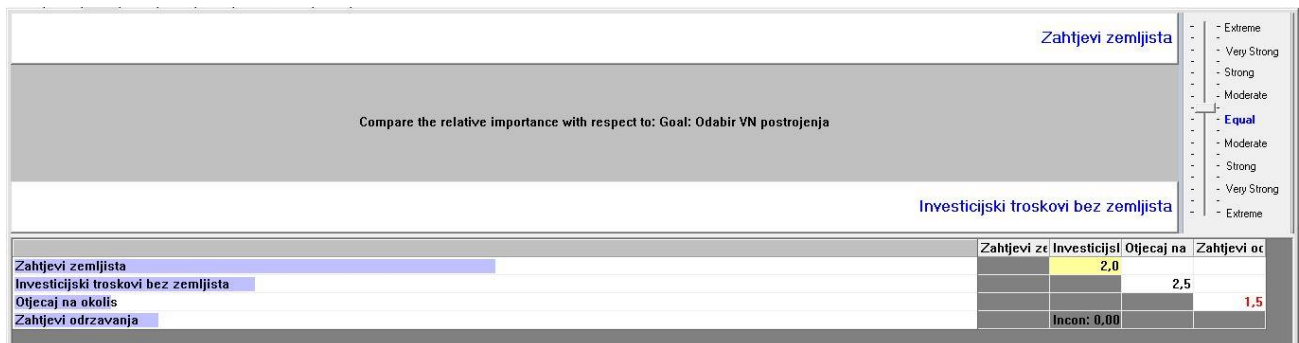 Zahtjevi zemljista
Compare the relative importance with respect to: Goal: Odabir VN postrojenja
Investicijski troskovi bez zemljista
Extreme
Very Strong
Strong
Moderate
Equal
Moderate
Strong
Very Strong
Extreme
Zahtjevi ze Investicijsl Otjecaj na Zahtjevi oc
Zahtjevi zemljista 2,0
Investicijski troskovi bez zemljista 2,5
Otjecaj na okolis 1,5
Zahtjevi odrzavanja Incon: 0,00